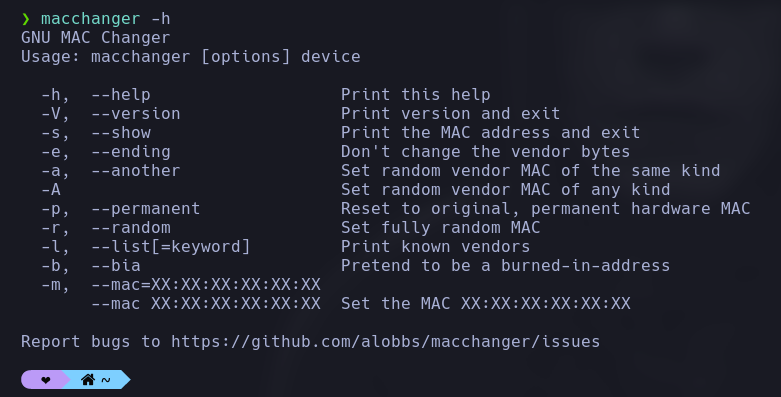 ❯ macchanger -h
GNU MAC Changer
Usage: macchanger [options] device
-h, --help Print this help
-V, --version Print version and exit
-s, --show Print the MAC address and exit
-e, --ending Don't change the vendor bytes
-a, --another Set random vendor MAC of the same kind
-A Set random vendor MAC of any kind
-p, --permanent Reset to original, permanent hardware MAC
-r, --random Set fully random MAC
-l, --list[=keyword] Print known vendors
-b, --bia Pretend to be a burned-in-address
-m, --mac=XX:XX:XX:XX:XX:XX
--mac XX:XX:XX:XX:XX:XX Set the MAC XX:XX:XX:XX:XX:XX
Report bugs to https://github.com/alobbs/macchanger/issues
~